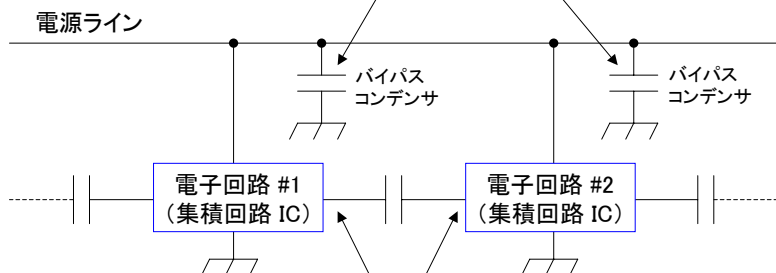 電源ライン
バイパス
コンデンサ
バイパス
コンデンサ
電子回路 #1
（集積回路 IC）
電子回路 #2
（集積回路 IC）